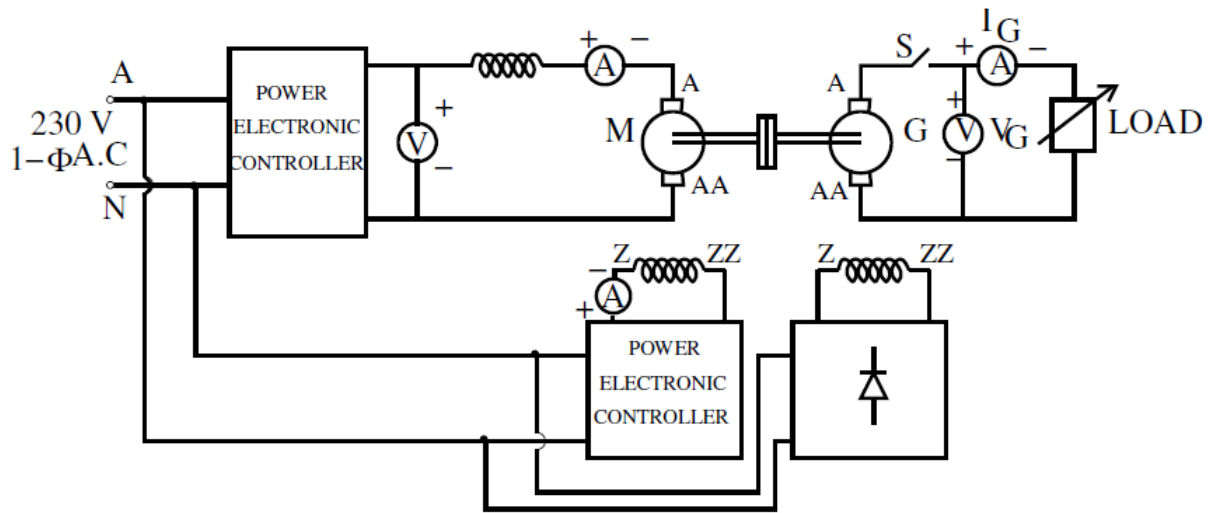 A
230 V
1-ΦA.C
N
POWER
ELECTRONIC
CONTROLLER
+
V
-
+ A -
A
M
AA
A
G
AA
S
I G
+ A -
+
V
-
V G
LOAD
Z ZZ
-
A
+
POWER
ELECTRONIC
CONTROLLER
Z ZZ